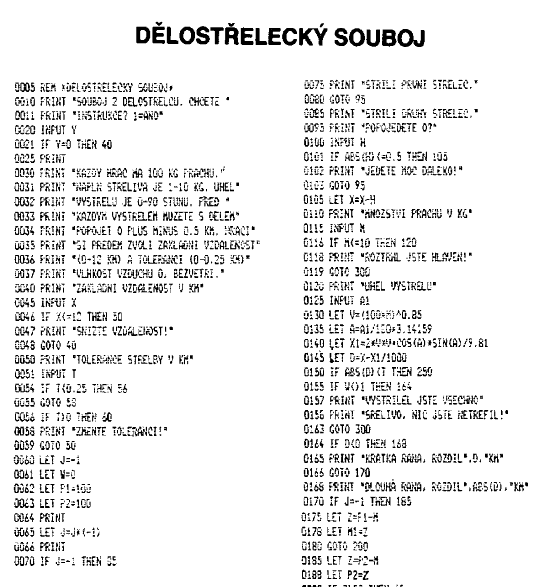 DĚLOSTŘELECKÝ SOUBOJ
0005 REM *DELOSTRELECKY SOUBOJ*
0010 PRINT "SOUBOJ 2 DELOSTRELCU. CHCETE "
0011 PRINT "INSTRUKCE? 1=ANO"
0020 INPUT Y
0021 IF Y=0 THEN 40
0025 PRINT
0030 PRINT "KAZDY HRAC MA 100 KG PRACHU."
0031 PRINT "NAPLN STRELIVA JE 1-10 KG. UHEL"
0032 PRINT "VYSTRELU JE 0-90 STUNU. PRED "
0033 PRINT "KAZDYM VYSTRELEM MUZETE S DELEM"
0034 PRINT "POPOJET O PLUS MINUS 0.5 KM. HRACI"
0035 PRINT "SI PREDEM ZVOLI ZAKLADNI VZDALENOST"
0036 PRINT "(0-12 KM) A TOLERANCI (0-0.25 KM)"
0037 PRINT "VLHKOST VZDUCHU 0. BEZVETRI."
0040 PRINT "ZAKLADNI VZDALENOST V KM"
0045 INPUT X
0046 IF X<=12 THEN 50
0047 PRINT "SNIZTE VZDALENOST!"
0048 GOTO 40
0050 PRINT "TOLERANCE STRELBY V KM"
0051 INPUT T
0054 IF T<0.25 THEN 56
0055 GOTO 58
0056 IF T>0 THEN 60
0058 PRINT "ZMENTE TOLERANCI!"
0059 GOTO 50
0060 LET J=-1
0061 LET W=0
0062 LET P1=100
0063 LET P2=100
0064 PRINT
0065 LET J=J*(-1)
0066 PRINT
0070 IF J=-1 THEN 85
0075 PRINT "STRILI PRVNI STRELEC."
0080 GOTO 95
0085 PRINT "STRILI DRUHY STRELEC."
0095 PRINT "POPOJEDETE O?"
0100 INPUT H
0101 IF ABS(H)<=0.5 THEN 105
0102 PRINT "JEDETE MOC DALEKO!"
0103 GOTO 95
0105 LET X=X-H
0110 PRINT "MNOZSTVI PRACHU V KG"
0115 INPUT M
0116 IF M<=10 THEN 120
0118 PRINT "ROZTRHL JSTE HLAVEN!"
0119 GOTO 300
0120 PRINT "UHEL VYSTRELU"
0125 INPUT A1
0130 LET V=(100*M)^0.85
0135 LET A=A1/180*3.14159
0140 LET X1=2*V*V*COS(A)*SIN(A)/9.81
0145 LET D=X-X1/1000
0150 IF ABS(D)<T THEN 250
0155 IF W<>1 THEN 164
0157 PRINT "VYSTRILEL JSTE VSECHNO"
0158 PRINT "SRELIVO, NIC JSTE NETREFIL!"
0163 GOTO 300
0164 IF D<0 THEN 168
0165 PRINT "KRATKA RANA, ROZDIL",D,"KM"
0166 GOTO 170
0168 PRINT "DLOUHA RANA, ROZDIL",ABS(D),"KM"
0170 IF J=-1 THEN 185
0175 LET Z=P1-M
0178 LET M1=Z
0180 GOTO 200
0185 LET Z=P2-M
0188 LET P2=Z